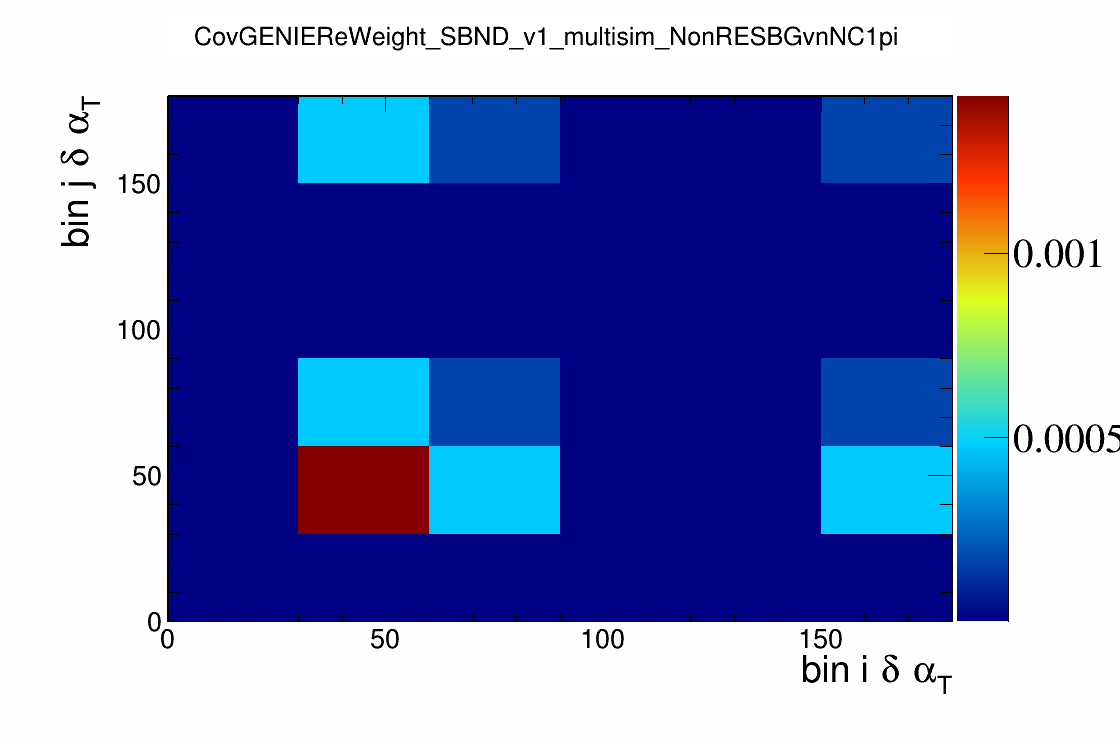 CovGENIEReWeight_SBND_v1_multisim_NonRESBGvnNC1pi
bin j δ α_T
150
100
50
0
0 50 100 150
bin i δ α_T
0.001
0.0005